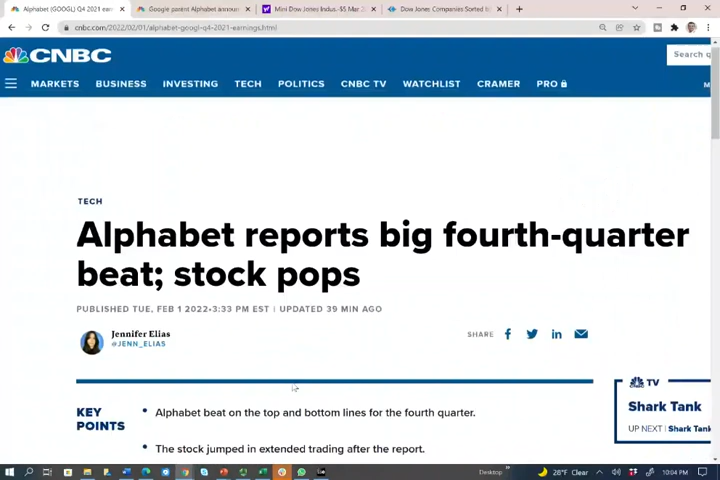 Alphabet (GOOGL) Q4 2021 ear
Google parent Alphabet announ
Mini Dow Jones Indus.-$5 Mar 2
Dow Jones Companies Sorted b
cnbc.com/2022/02/01/alphabet-googl-q4-2021-earnings.html
CNBC
Search q
MARKETS BUSINESS INVESTING TECH POLITICS CNBC TV WATCHLIST CRAMER PRO
M
TECH
Alphabet reports big fourth-quarter
beat; stock pops
PUBLISHED TUE, FEB 1 2022•3:33 PM EST | UPDATED 39 MIN AGO
Jennifer Elias
@JENN_ELIAS
SHARE
KEY
POINTS
• Alphabet beat on the top and bottom lines for the fourth quarter.
• The stock jumped in extended trading after the report.
TV
Shark Tank
UP NEXT | Shark Tank
Desktop
28°F Clear
10:04 PM